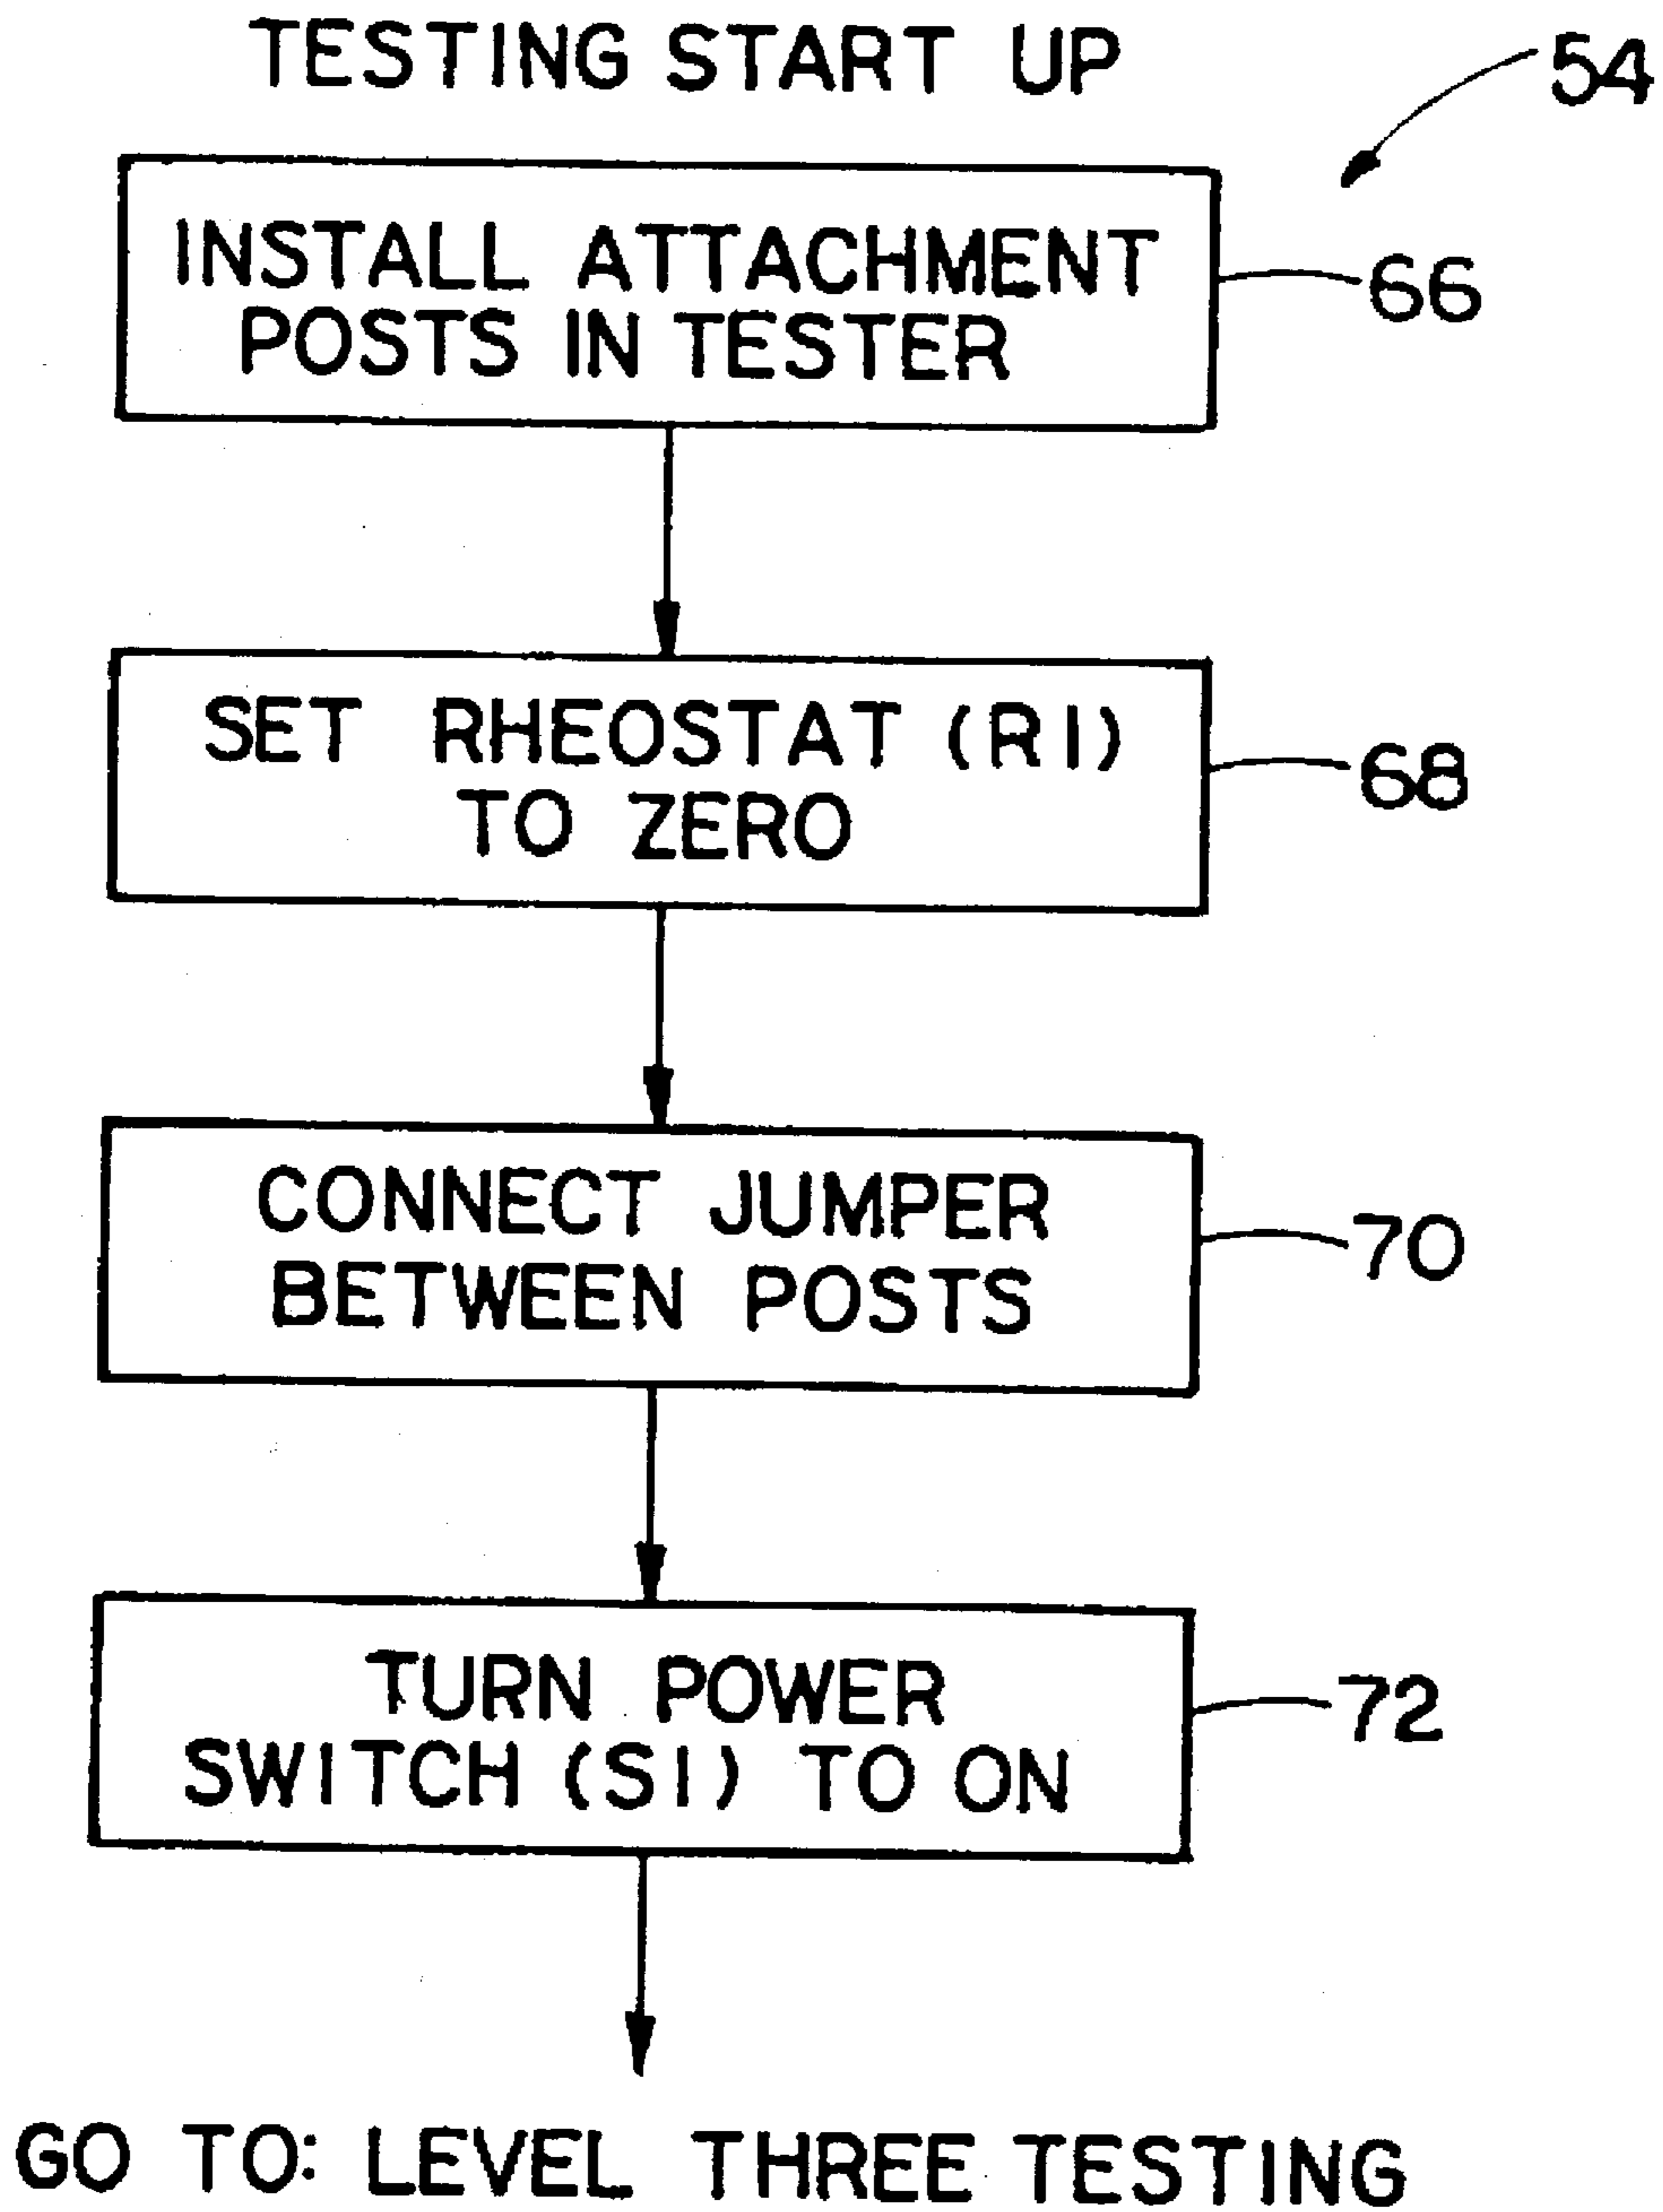 TESTING START UP
54
INSTALL ATTACHMENT
POSTS IN TESTER
66
SET RHEOSTAT (R1)
TO ZERO
68
CONNECT JUMPER
BETWEEN POSTS
70
TURN POWER
SWITCH (S1) TO ON
72
GO TO: LEVEL THREE TESTING